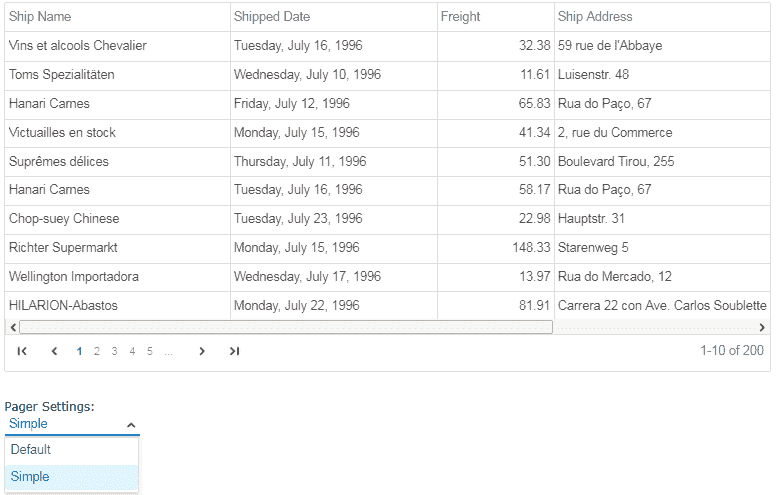 Ship Name Shipped Date Freight Ship Address
Vins et alcools Chevalier Tuesday, July 16, 1996 32.38 59 rue de l'Abbaye
Toms Spezialitäten Wednesday, July 10, 1996 11.61 Luisenstr. 48
Hanari Carnes Friday, July 12, 1996 65.83 Rua do Paço, 67
Victuailles en stock Monday, July 15, 1996 41.34 2, rue du Commerce
Suprêmes délices Thursday, July 11, 1996 51.30 Boulevard Tirou, 255
Hanari Carnes Tuesday, July 16, 1996 58.17 Rua do Paço, 67
Chop-suey Chinese Tuesday, July 23, 1996 22.98 Hauptstr. 31
Richter Supermarkt Monday, July 15, 1996 148.33 Starenweg 5
Wellington Importadora Wednesday, July 17, 1996 13.97 Rua do Mercado, 12
HILARION-Abastos Monday, July 22, 1996 81.91 Carrera 22 con Ave. Carlos Soublette
1 2 3 4 5 ... 1-10 of 200
Pager Settings:
Simple
Default
Simple